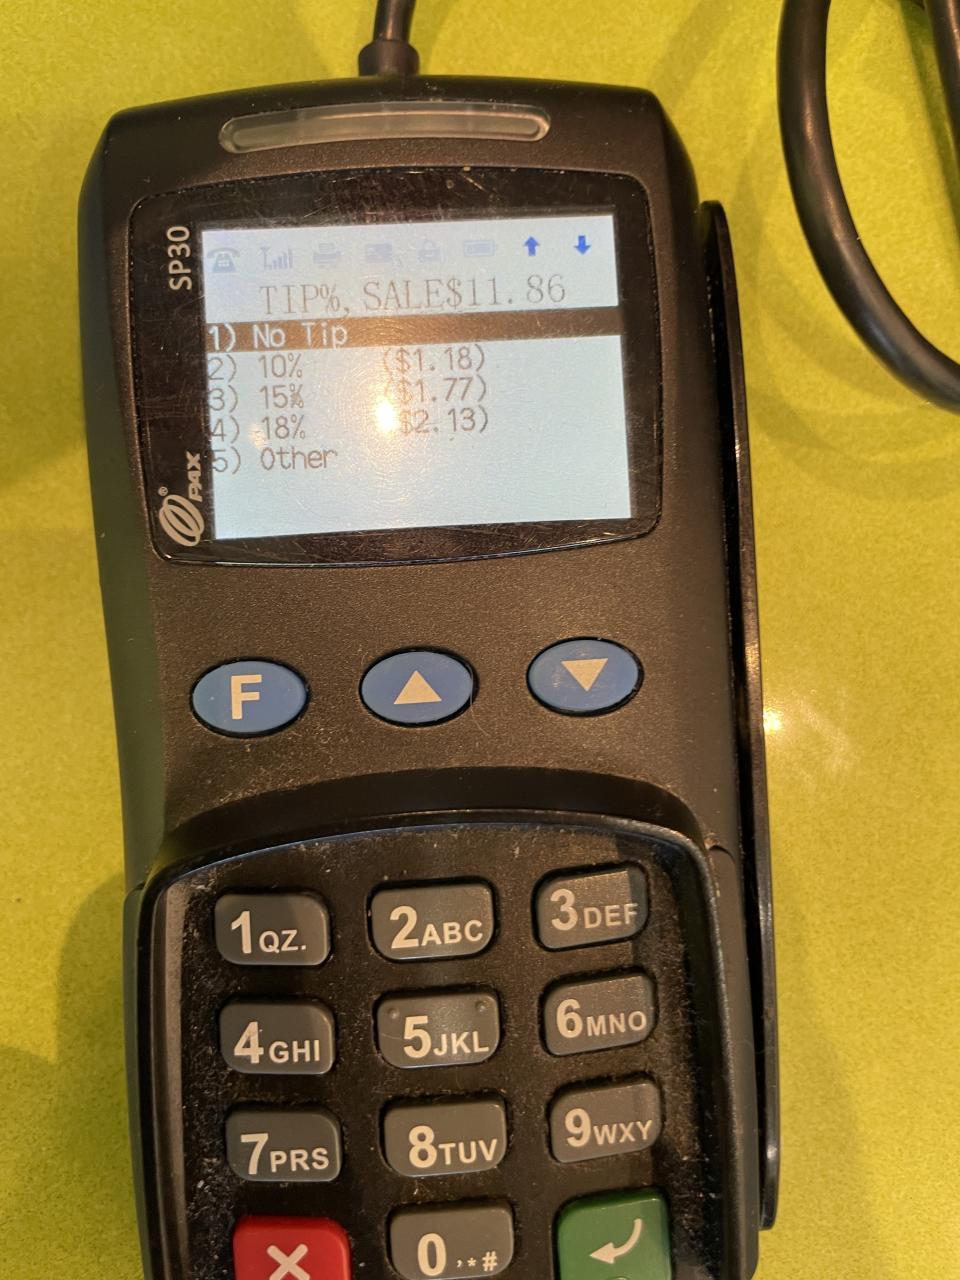 SP30
TIP%, SALE$11.86
1) No Tip
2) 10% ($1.18)
3) 15% ($1.77)
4) 18% ($2.13)
5) Other
PAX®
F
1QZ. 2ABC 3DEF
4GHI 5JKL 6MNO
7PRS 8TUV 9WXY
0,*#